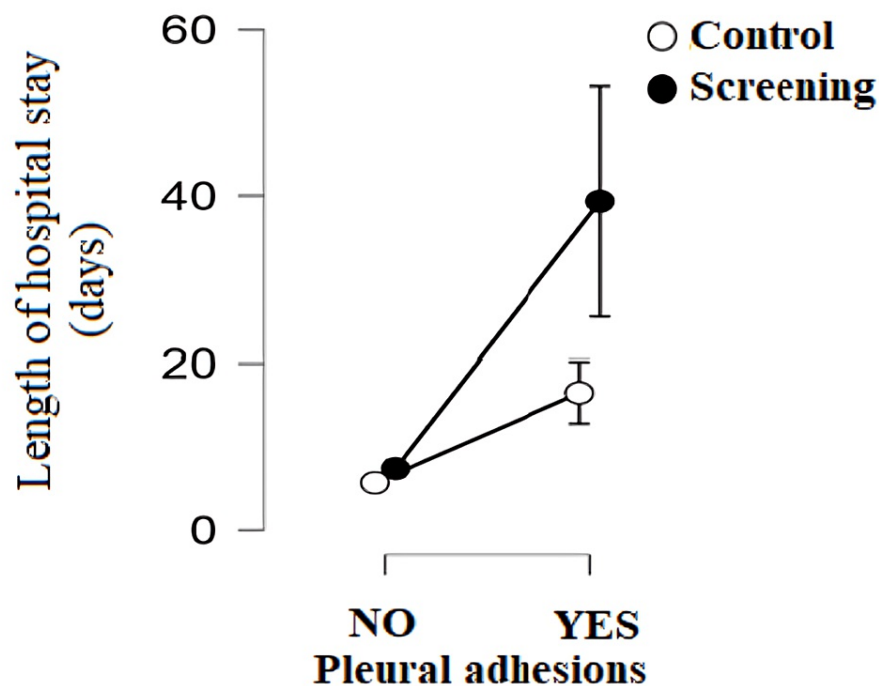 60
Control
Screening
40
20
0
Length of hospital stay
(days)
NO YES
Pleural adhesions